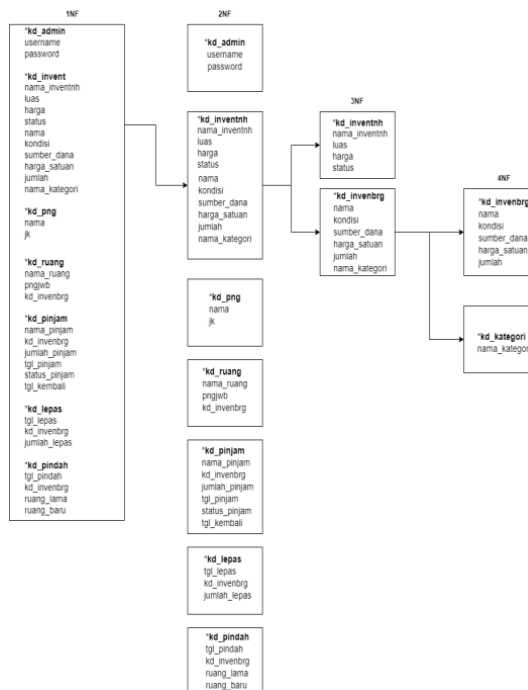 1NF
*kd_admin
username
password
*kd_invent
nama_inventnh
luas
harga
status
nama
kondisi
sumber_dana
harga_satuan
jumlah
nama_kategori
*kd_png
nama
jk
*kd_ruang
nama_ruang
pngjwb
kd_invenbrg
*kd_pinjam
nama_pinjam
kd_invenbrg
jumlah_pinjam
tgl_pinjam
status_pinjam
tgl_kembali
*kd_lepas
tgl_lepas
kd_invenbrg
jumlah_lepas
*kd_pindah
tgl_pindah
kd_invenbrg
ruang_lama
ruang_baru
2NF
*kd_admin
username
password
*kd_inventnh
nama_inventnh
luas
harga
status
nama
kondisi
sumber_dana
harga_satuan
jumlah
nama_kategori
*kd_png
nama
jk
*kd_ruang
nama_ruang
pngjwb
kd_invenbrg
*kd_pinjam
nama_pinjam
kd_invenbrg
jumlah_pinjam
tgl_pinjam
status_pinjam
tgl_kembali
*kd_lepas
tgl_lepas
kd_invenbrg
jumlah_lepas
*kd_pindah
tgl_pindah
kd_invenbrg
ruang_lama
ruang_baru
3NF
*kd_inventnh
nama_inventnh
luas
harga
status
*kd_invenbrg
nama
kondisi
sumber_dana
harga_satuan
jumlah
nama_kategori
4NF
*kd_invenbrg
nama
kondisi
sumber_dana
harga_satuan
jumlah
*kd_kategori
nama_kategori